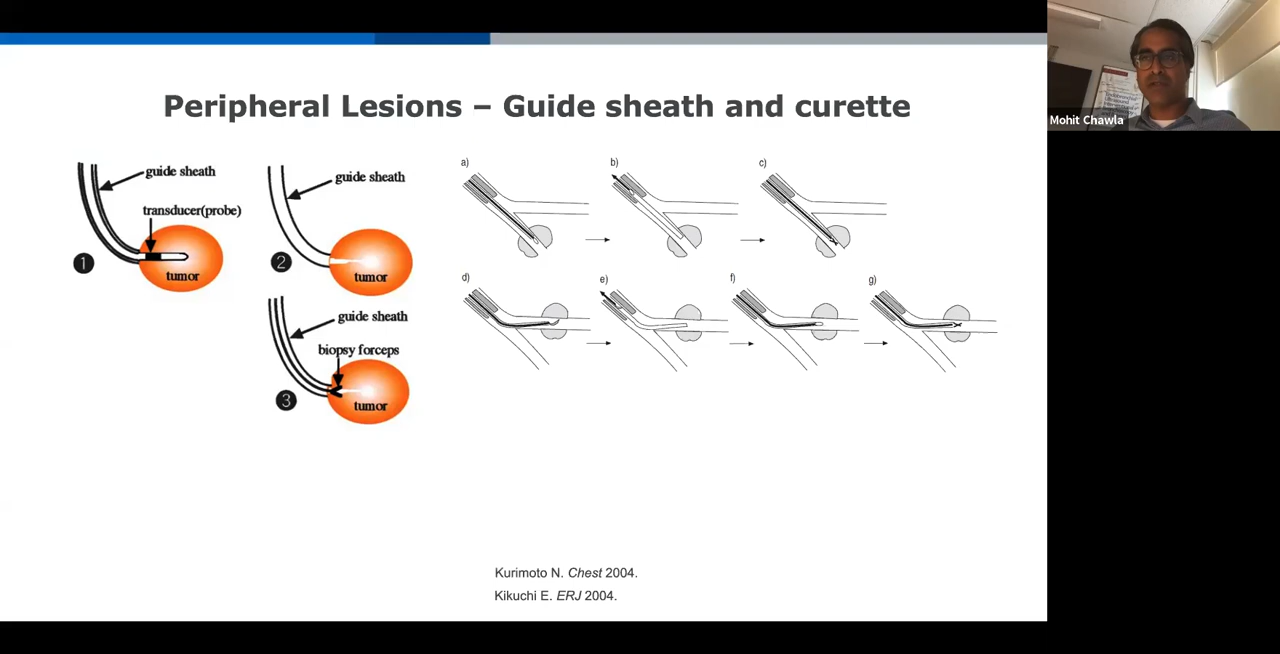 Peripheral Lesions – Guide sheath and curette
guide sheath
transducer(probe)
1
tumor
guide sheath
2
tumor
guide sheath
biopsy forceps
3
tumor
a)
b)
c)
d)
e)
f)
g)
Kurimoto N. Chest 2004.
Kikuchi E. ERJ 2004.
Mohit Chawla